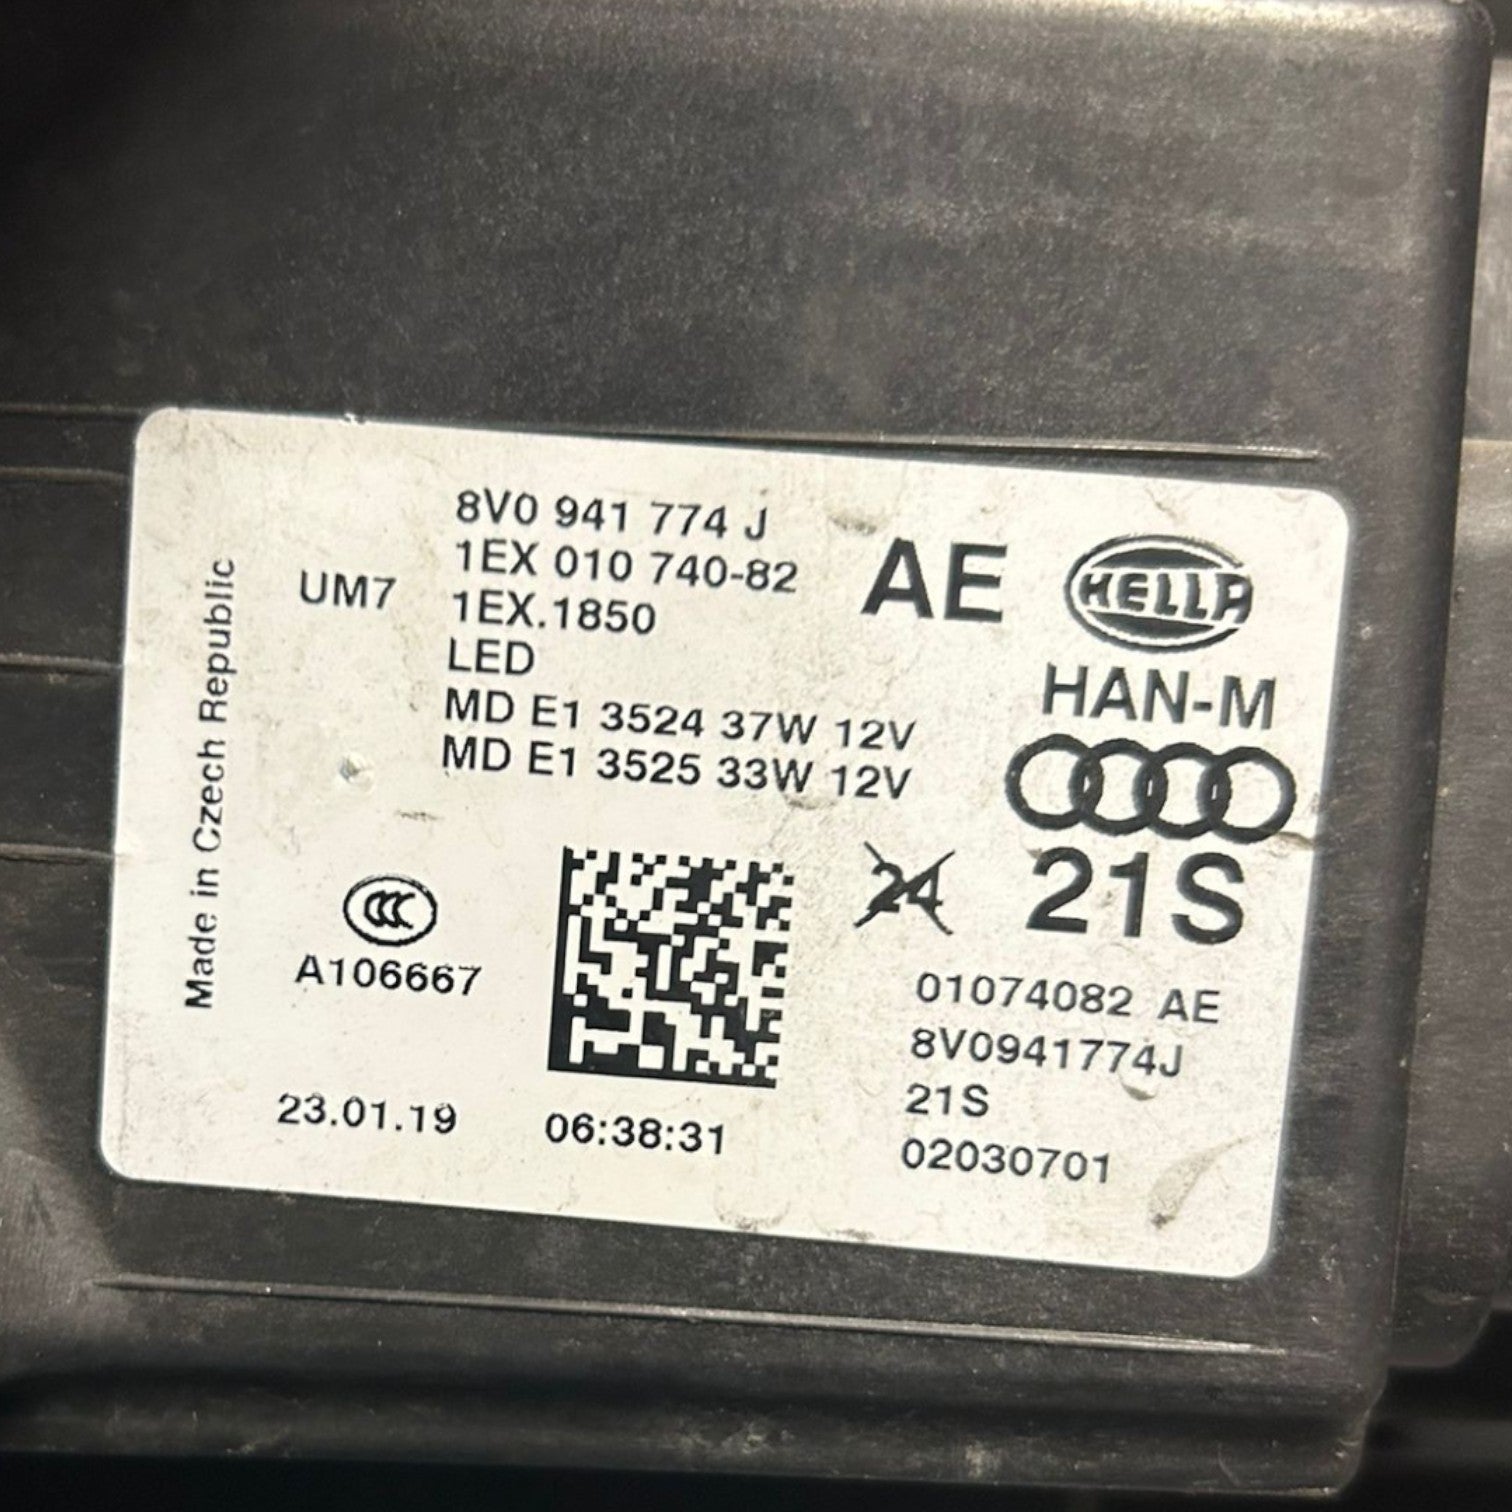 8V0 941 774 J
1EX 010 740-82
UM7
1EX.1850
LED
MD E1 3524 37W 12V
MD E1 3525 33W 12V
AE
HELLA
HAN-M
Made in Czech Republic
CCC
A106667
24
21S
01074082 AE
8V0941774J
21S
02030701
23.01.19
06:38:31